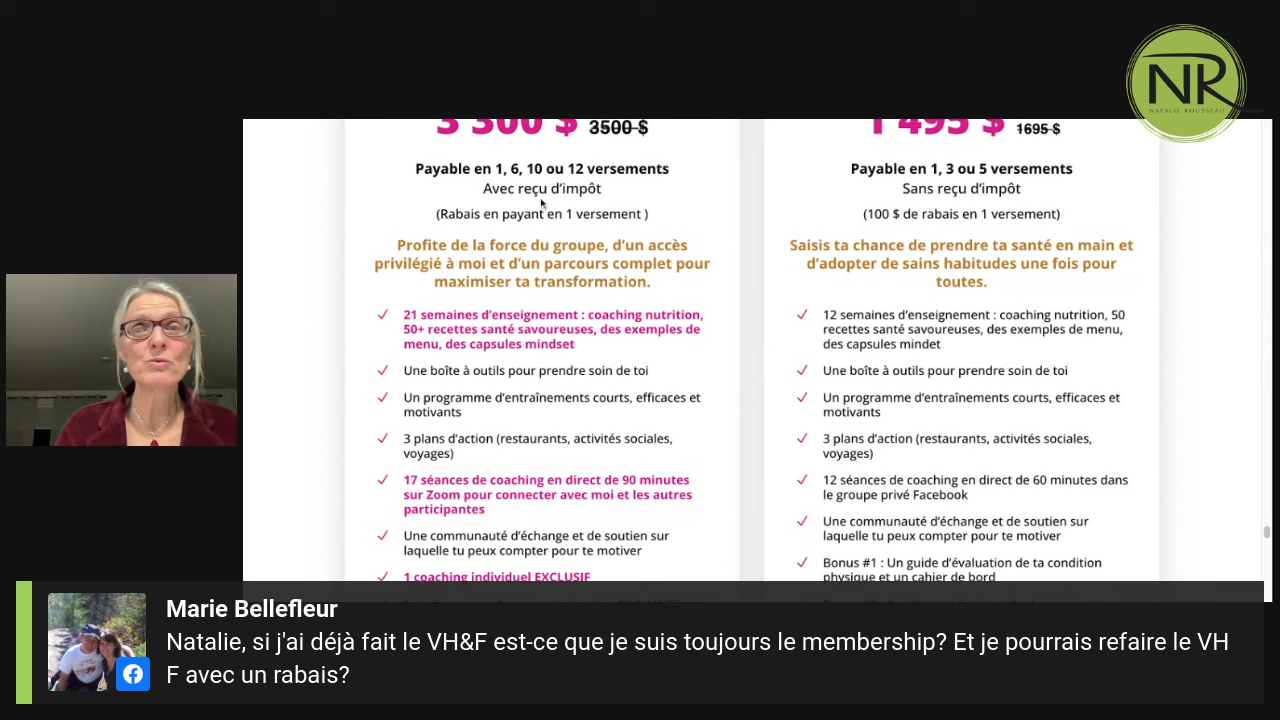 NR
NATALIE ROUSSEAU
3 300 $ 3500 $
Payable en 1, 6, 10 ou 12 versements
Avec reçu d'impôt
(Rabais en payant en 1 versement )
Profite de la force du groupe, d'un accès
privilégié à moi et d'un parcours complet pour
maximiser ta transformation.
21 semaines d'enseignement : coaching nutrition,
50+ recettes santé savoureuses, des exemples de
menu, des capsules mindset
Une boîte à outils pour prendre soin de toi
Un programme d'entraînements courts, efficaces et
motivants
3 plans d'action (restaurants, activités sociales,
voyages)
17 séances de coaching en direct de 90 minutes
sur Zoom pour connecter avec moi et les autres
participantes
Une communauté d'échange et de soutien sur
laquelle tu peux compter pour te motiver
1 coaching individuel EXCLUSIF
1 495 $ 1695 $
Payable en 1, 3 ou 5 versements
Sans reçu d'impôt
(100 $ de rabais en 1 versement)
Saisis ta chance de prendre ta santé en main et
d'adopter de sains habitudes une fois pour
toutes.
12 semaines d'enseignement : coaching nutrition, 50
recettes santé savoureuses, des exemples de menu,
des capsules mindet
Une boîte à outils pour prendre soin de toi
Un programme d'entraînements courts, efficaces et
motivants
3 plans d'action (restaurants, activités sociales,
voyages)
12 séances de coaching en direct de 60 minutes dans
le groupe privé Facebook
Une communauté d'échange et de soutien sur
laquelle tu peux compter pour te motiver
Bonus #1 : Un guide d'évaluation de ta condition
physique et un cahier de bord
Marie Bellefleur
Natalie, si j'ai déjà fait le VH&F est-ce que je suis toujours le membership? Et je pourrais refaire le VH
F avec un rabais?